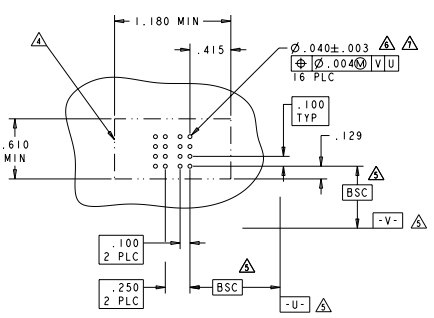 1.180 MIN
4
.415
Ø.040±.003 6 7
⌖ Ø.004Ⓜ V U
16 PLC
.100
TYP
.610
MIN
.129
5
BSC
-V- 5
.100
2 PLC
5
.250
2 PLC
BSC
-U- 5